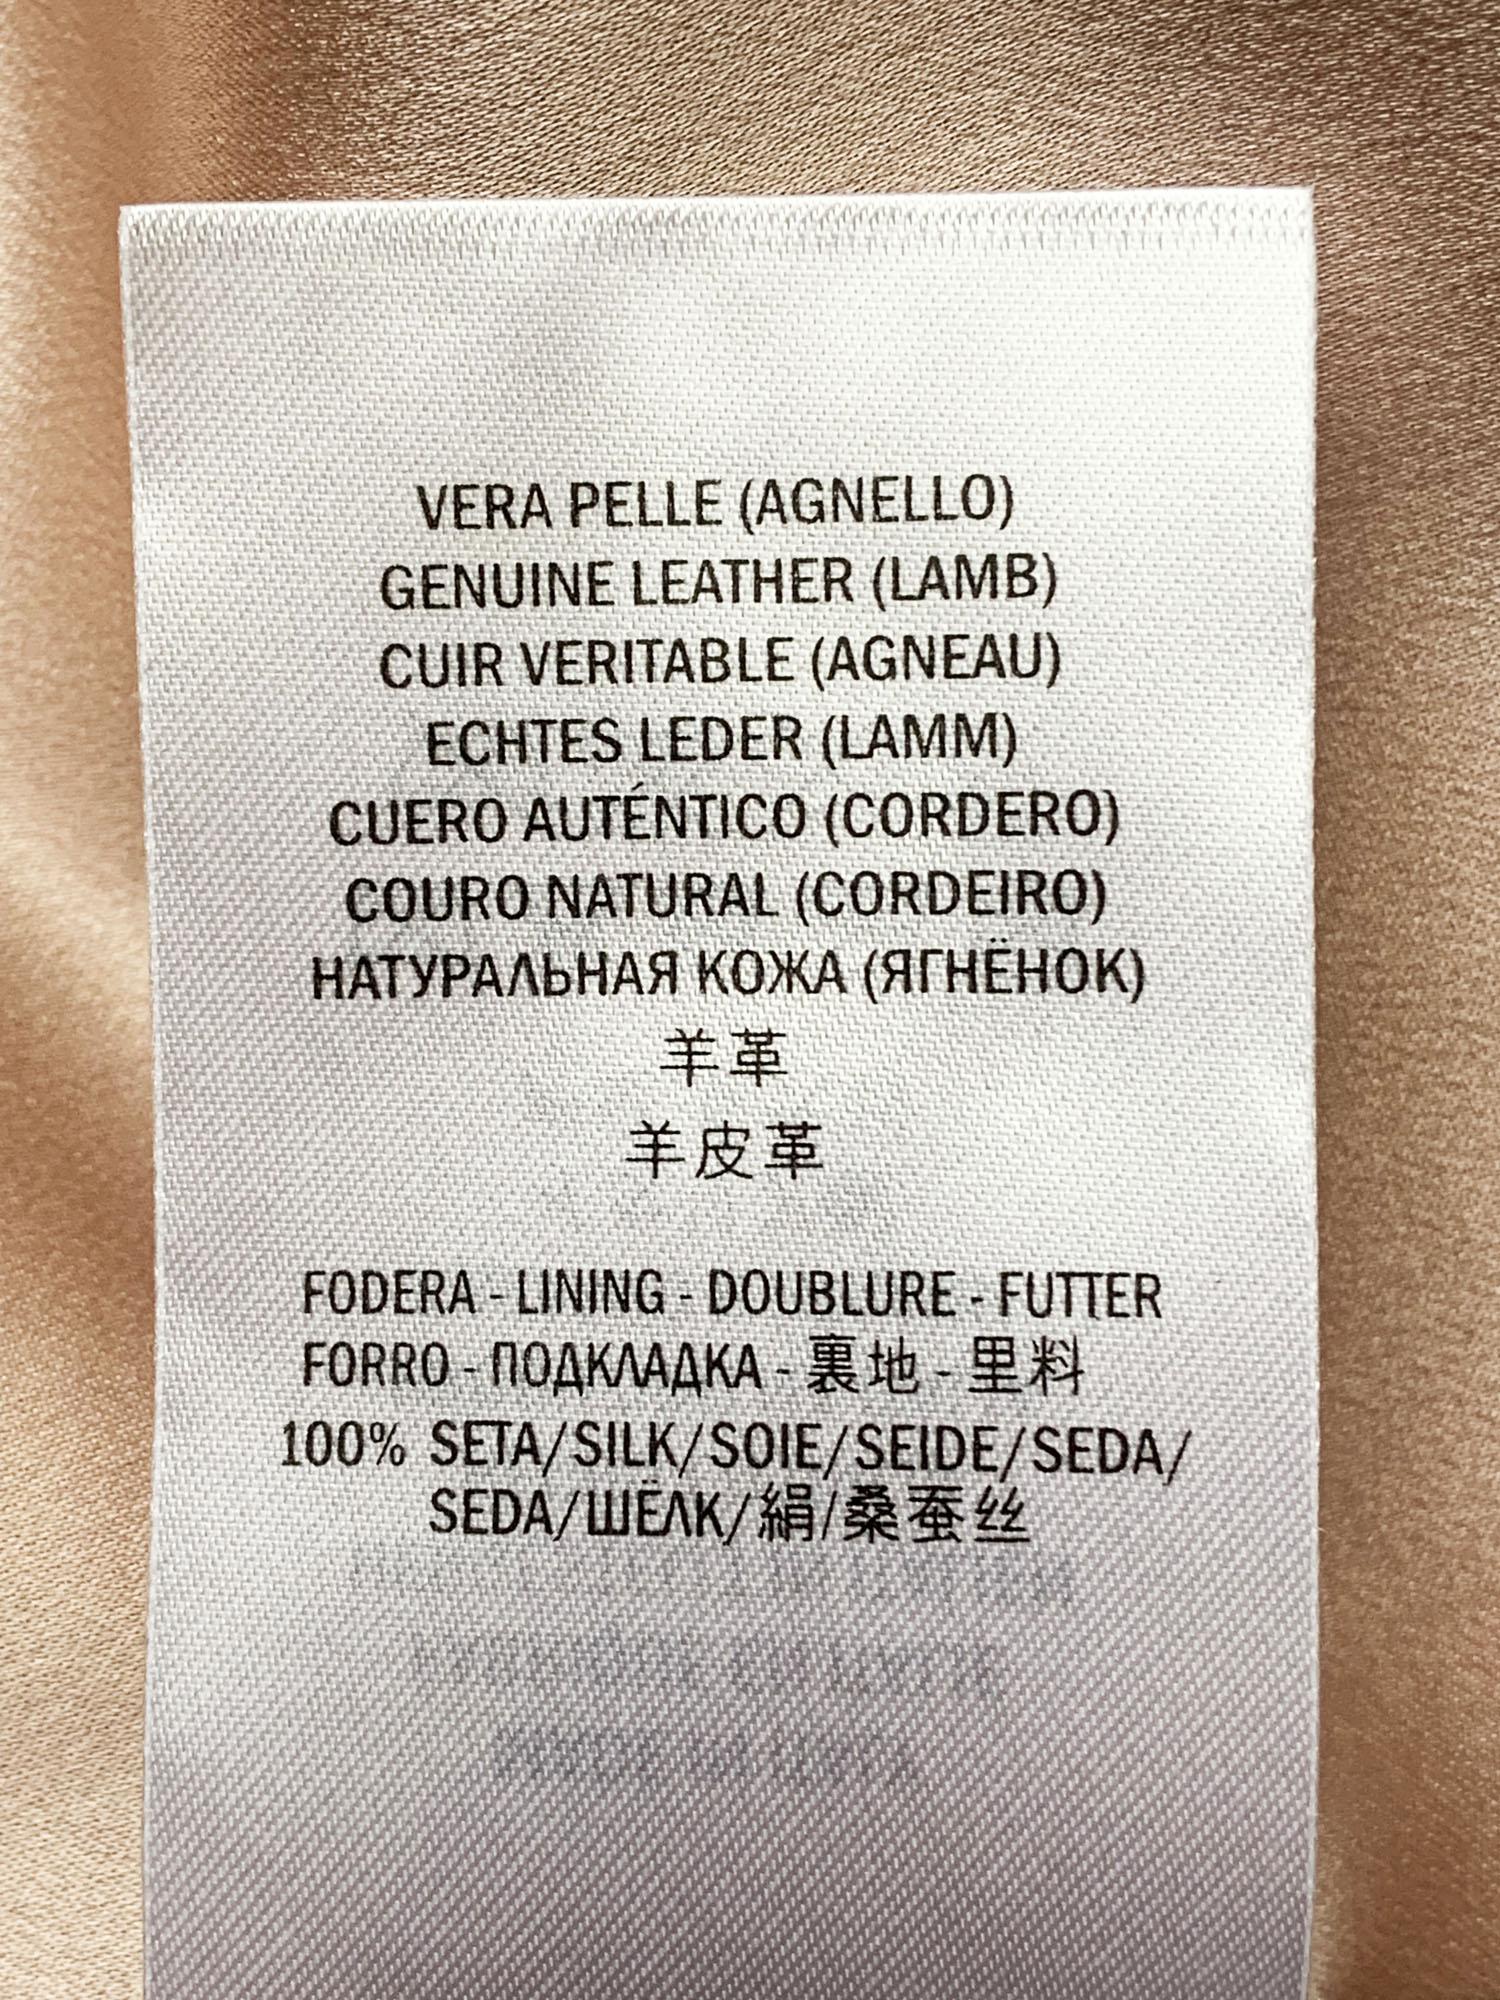 VERA PELLE (AGNELLO)
GENUINE LEATHER (LAMB)
CUIR VERITABLE (AGNEAU)
ECHTES LEDER (LAMM)
CUERO AUTÉNTICO (CORDERO)
COURO NATURAL (CORDEIRO)
НАТУРАЛЬНАЯ КОЖА (ЯГНЁНОК)
羊革
羊皮革
FODERA - LINING - DOUBLURE - FUTTER
FORRO - ПОДКЛАДКА - 裏地 - 里料
100% SETA/SILK/SOIE/SEIDE/SEDA/
SEDA/ШЁЛК/絹/桑蚕丝